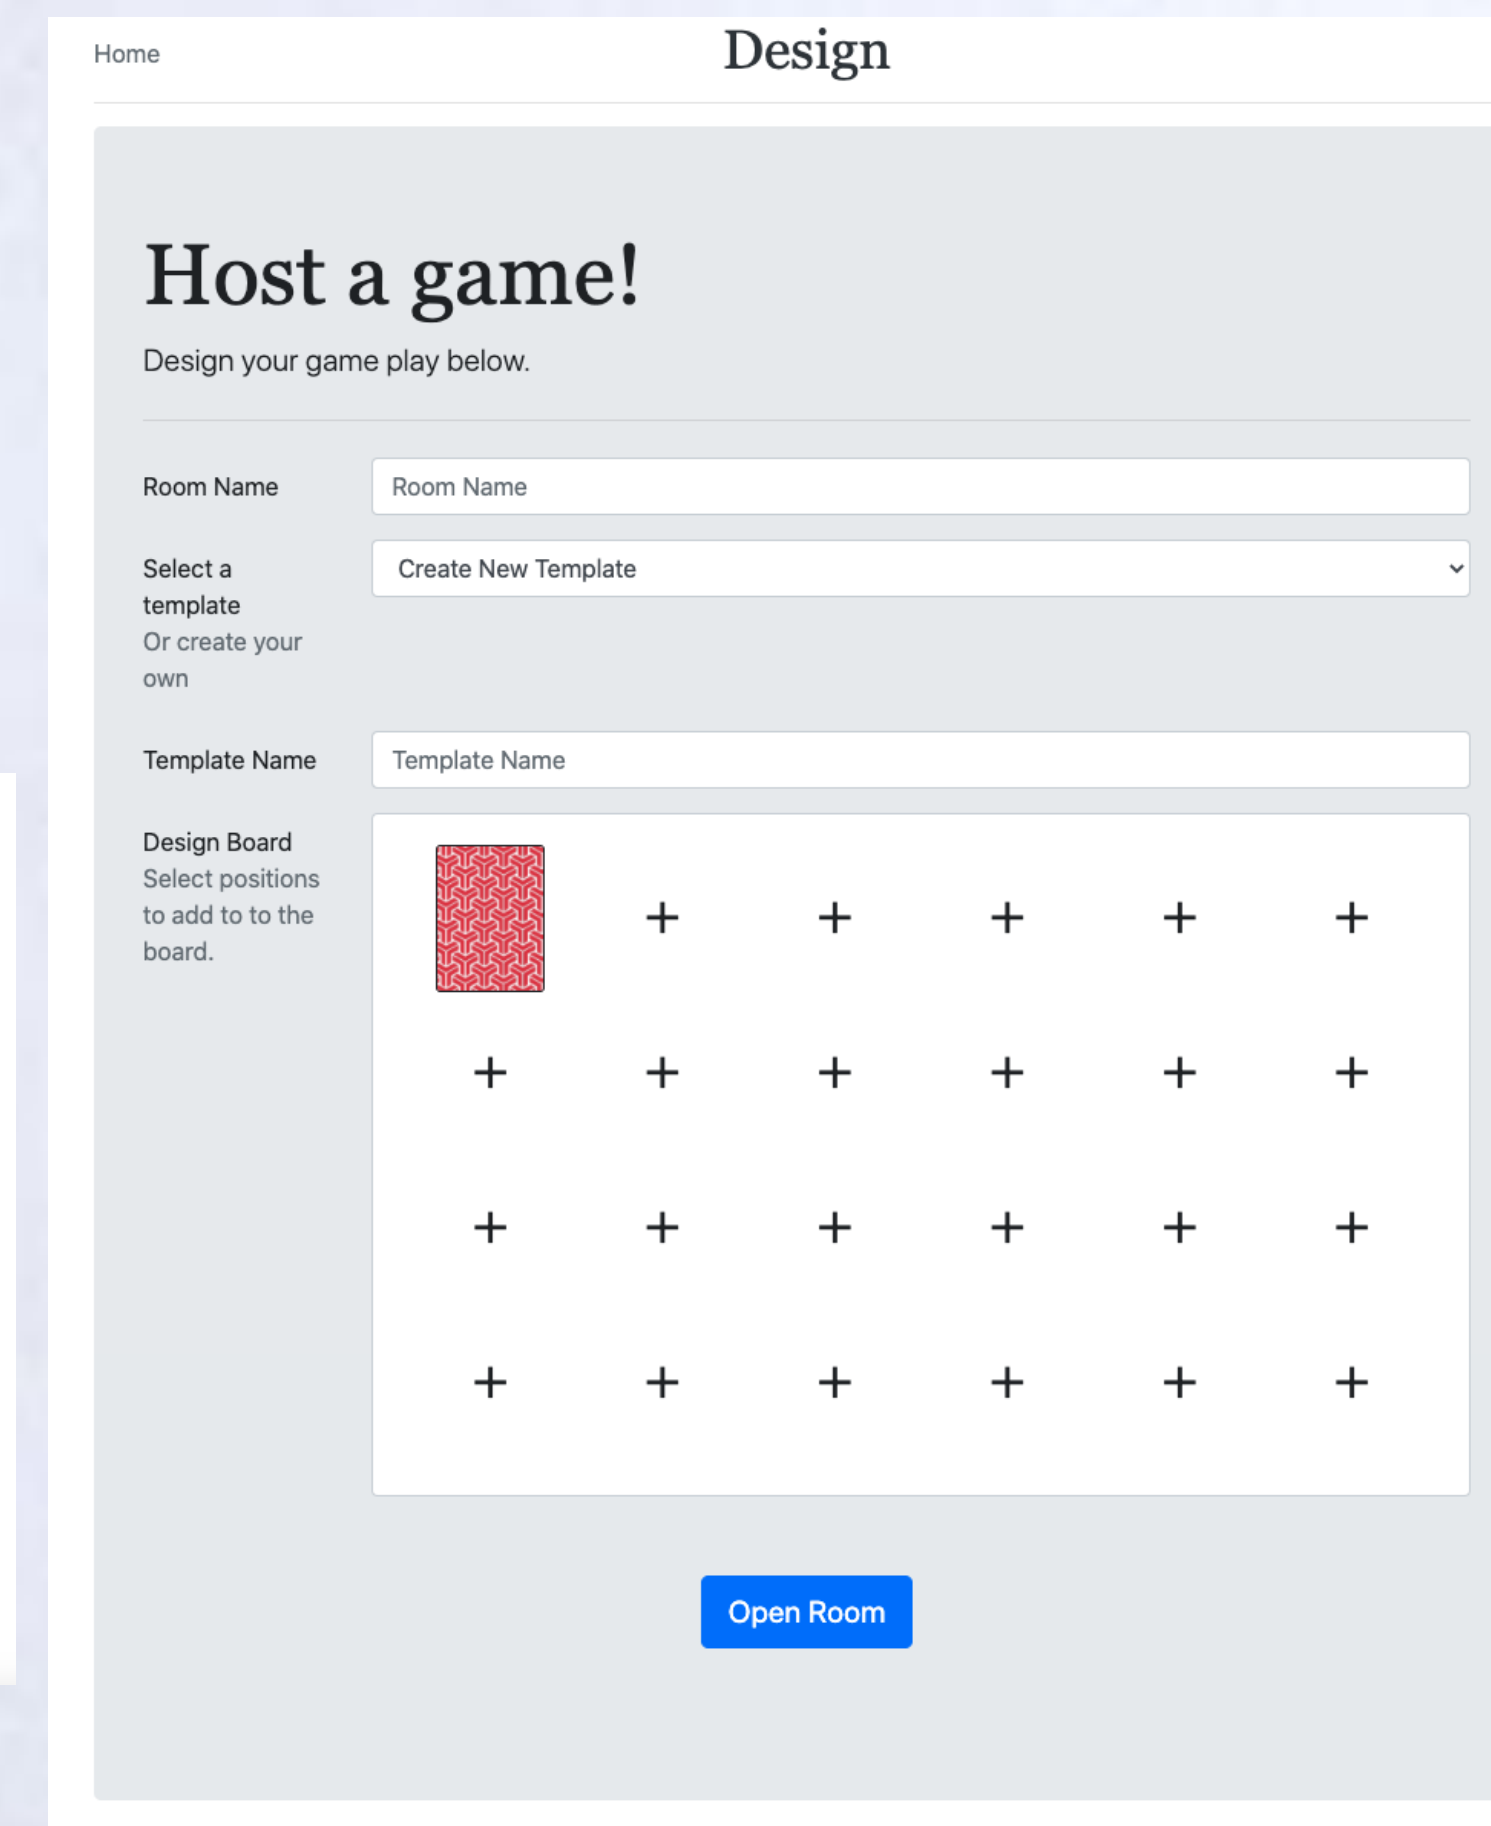 Home
Design
Host a game!
Design your game play below.
Room Name
Room Name
Select a
template
Or create your
own
Create New Template
Template Name
Template Name
Design Board
Select positions
to add to to the
board.
+ + + + +
+ + + + + +
+ + + + + +
+ + + + + +
Open Room